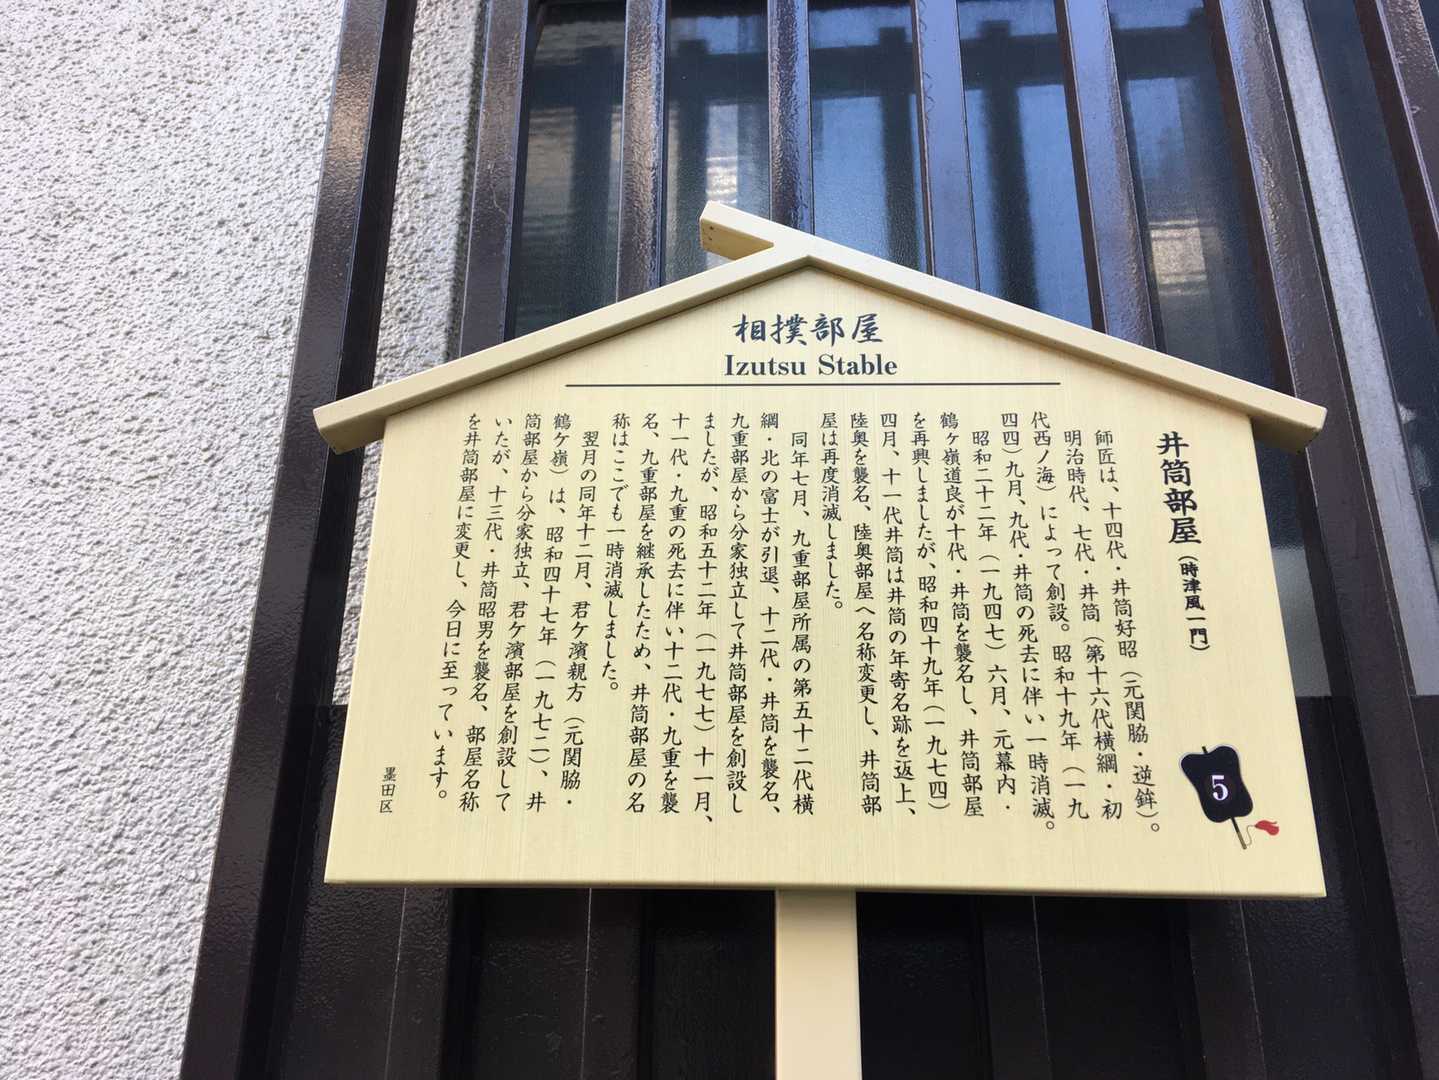 相撲部屋
Izutsu Stable
井筒部屋（時津風一門）
師匠は、十四代・井筒好昭（元関脇・逆鉾）。
明治時代、七代・井筒（第十六代横綱・初
代西ノ海）によって創設。昭和十九年（一九
四四）九月、九代・井筒の死去に伴い一時消滅。
昭和二十二年（一九四七）六月、元幕内・
鶴ヶ嶺道良が十代・井筒を襲名し、井筒部屋
を再興しましたが、昭和四十九年（一九七四）
四月、十一代井筒は井筒の年寄名跡を返上、
陸奥を襲名、陸奥部屋へ名称変更し、井筒部
屋は再度消滅しました。
同年七月、九重部屋所属の第五十二代横
綱・北の富士が引退、十二代・井筒を襲名、
九重部屋から分家独立して井筒部屋を創設し
ましたが、昭和五十二年（一九七七）十一月、
十一代・九重の死去に伴い十二代・九重を襲
名、九重部屋を継承したため、井筒部屋の名
称はここでも一時消滅しました。
翌月の同年十二月、君ケ濱親方（元関脇・
鶴ケ嶺）は、昭和四十七年（一九七二）、井
筒部屋から分家独立、君ケ濱部屋を創設して
いたが、十三代・井筒昭男を襲名、部屋名称
を井筒部屋に変更し、今日に至っています。
墨田区
5